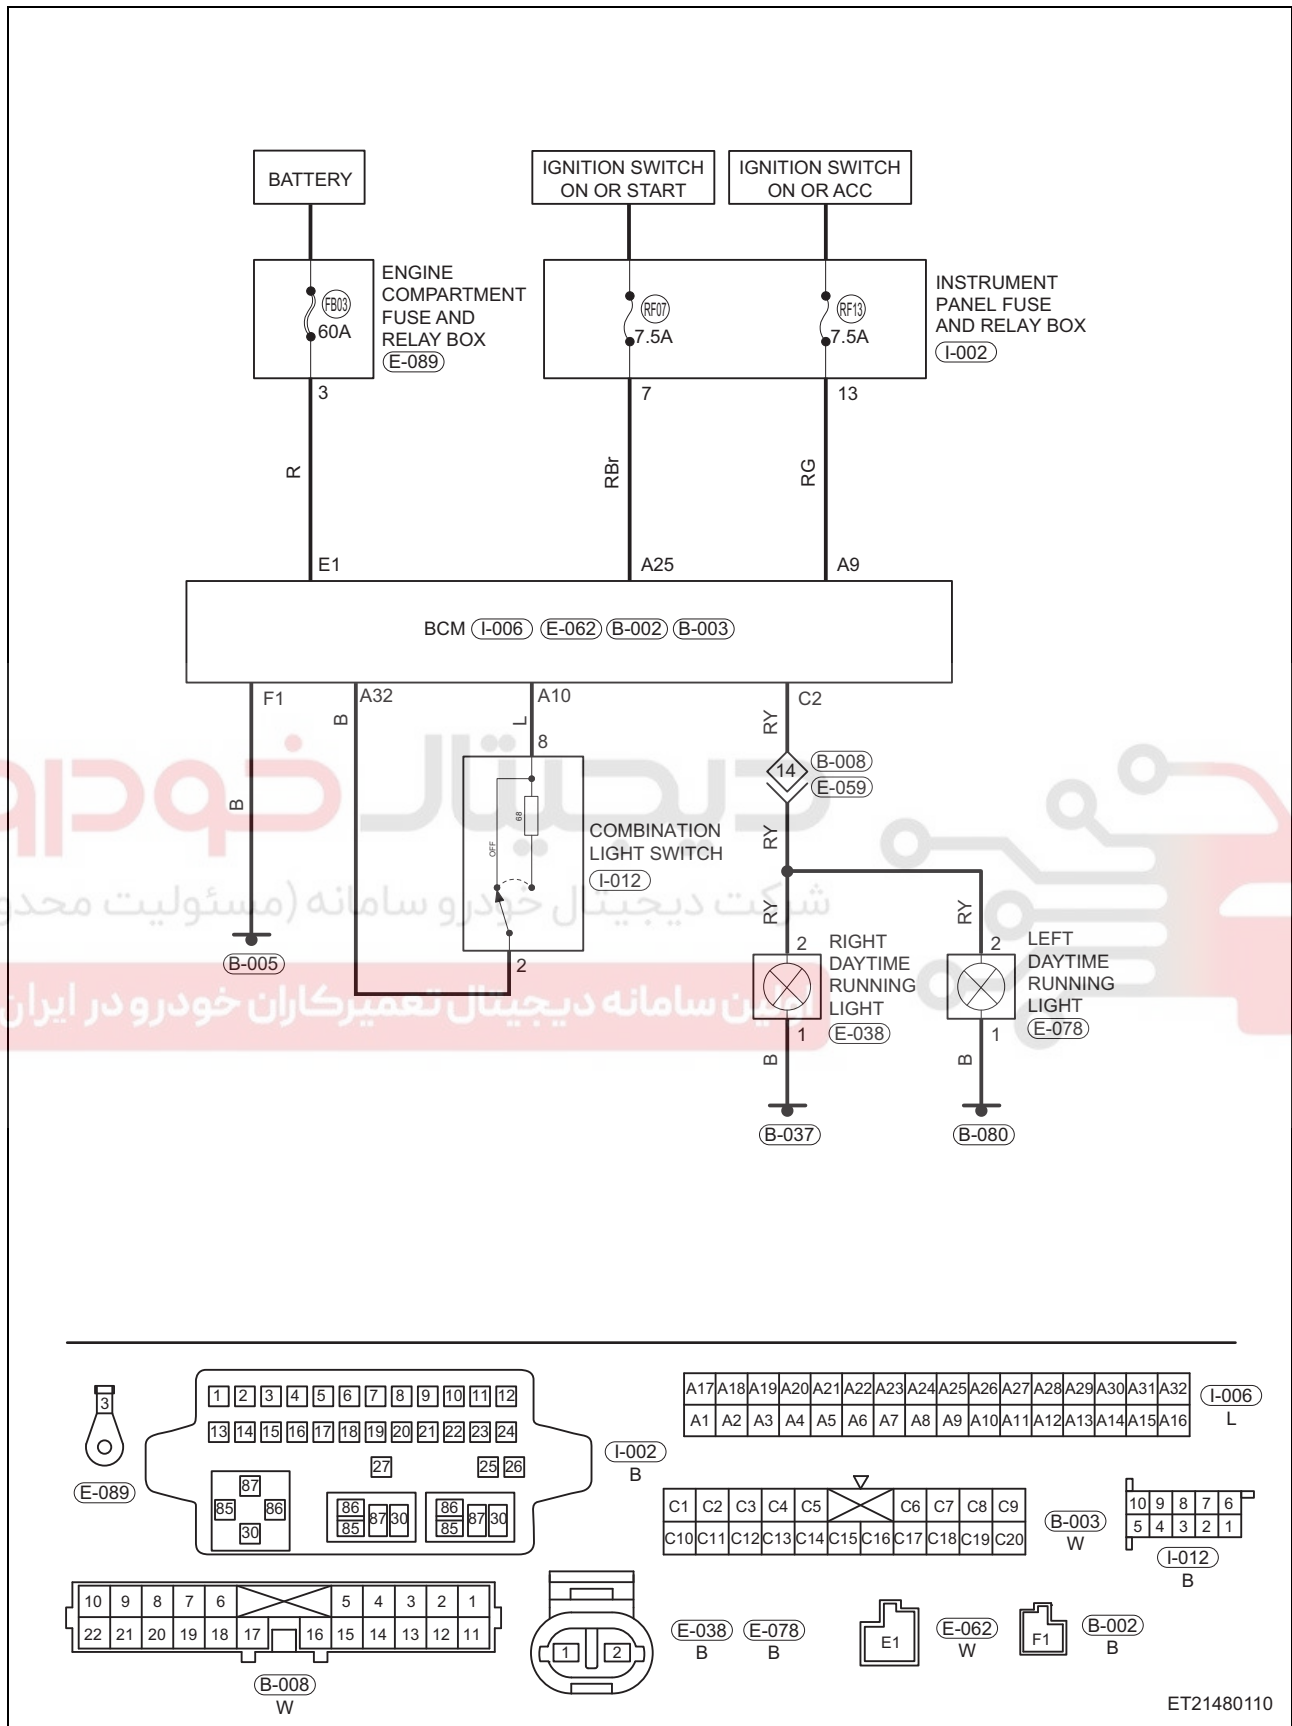 BATTERY
IGNITION SWITCH
ON OR START
IGNITION SWITCH
ON OR ACC
FB03
60A
ENGINE
COMPARTMENT
FUSE AND
RELAY BOX
E-089
RF07
7.5A
RF13
7.5A
INSTRUMENT
PANEL FUSE
AND RELAY BOX
I-002
3
7
13
R
RBr
RG
E1
A25
A9
BCM I-006 E-062 B-002 B-003
F1
A32
A10
C2
B
L
RY
8
14
B-008
E-059
B
68
OFF
COMBINATION
LIGHT SWITCH
I-012
RY
RY
RY
دیجیتال خودرو
شرکت دیجیتال خودرو سامانه (مسئولیت محدو
اولین سامانه دیجیتال تعمیرکاران خودرو در ایران
B-005
2
2
RIGHT
DAYTIME
RUNNING
LIGHT
E-038
2
LEFT
DAYTIME
RUNNING
LIGHT
E-078
1
1
B
B
B-037
B-080
3
E-089
1 2 3 4 5 6 7 8 9 10 11 12
13 14 15 16 17 18 19 20 21 22 23 24
27 25 26
87
85 86
30
86
85
87 30
86
85
87 30
I-002
B
A17 A18 A19 A20 A21 A22 A23 A24 A25 A26 A27 A28 A29 A30 A31 A32
A1 A2 A3 A4 A5 A6 A7 A8 A9 A10 A11 A12 A13 A14 A15 A16
I-006
L
C1 C2 C3 C4 C5 C6 C7 C8 C9
C10 C11 C12 C13 C14 C15 C16 C17 C18 C19 C20
B-003
W
10 9 8 7 6
5 4 3 2 1
I-012
B
10 9 8 7 6 5 4 3 2 1
22 21 20 19 18 17 16 15 14 13 12 11
B-008
W
1 2
E-038
B
E-078
B
E1
E-062
W
F1
B-002
B
ET21480110